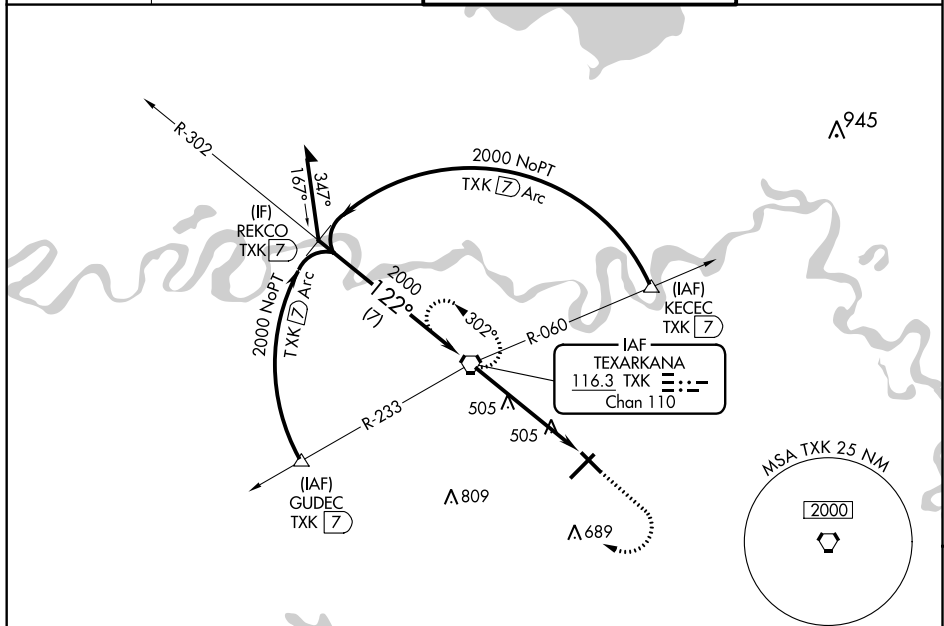 945
R-302
2000 NoPT
TXK 7 Arc
347°
167°
(IF)
REKCO
TXK 7
2000 NoPT
TXK 7 Arc
2000
122°
(7)
302°
R-060
(IAF)
KECEC
TXK 7
IAF
TEXARKANA
116.3 TXK
Chan 110
505
505
R-233
(IAF)
GUDEC
TXK 7
809
689
MSA TXK 25 NM
2000